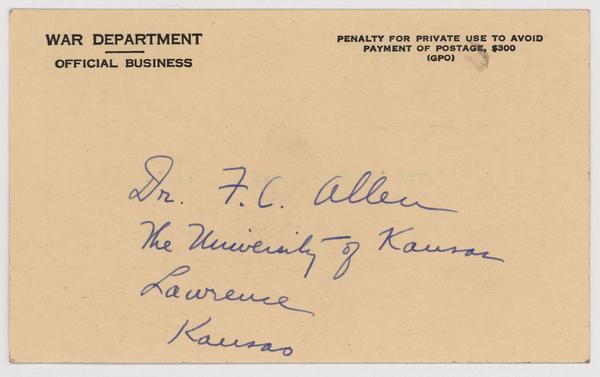 WAR DEPARTMENT
OFFICIAL BUSINESS
PENALTY FOR PRIVATE USE TO AVOID
PAYMENT OF POSTAGE, $300
(GPO)
Dr. F. C. Allen
The University of Kansas
Lawrence
Kansas